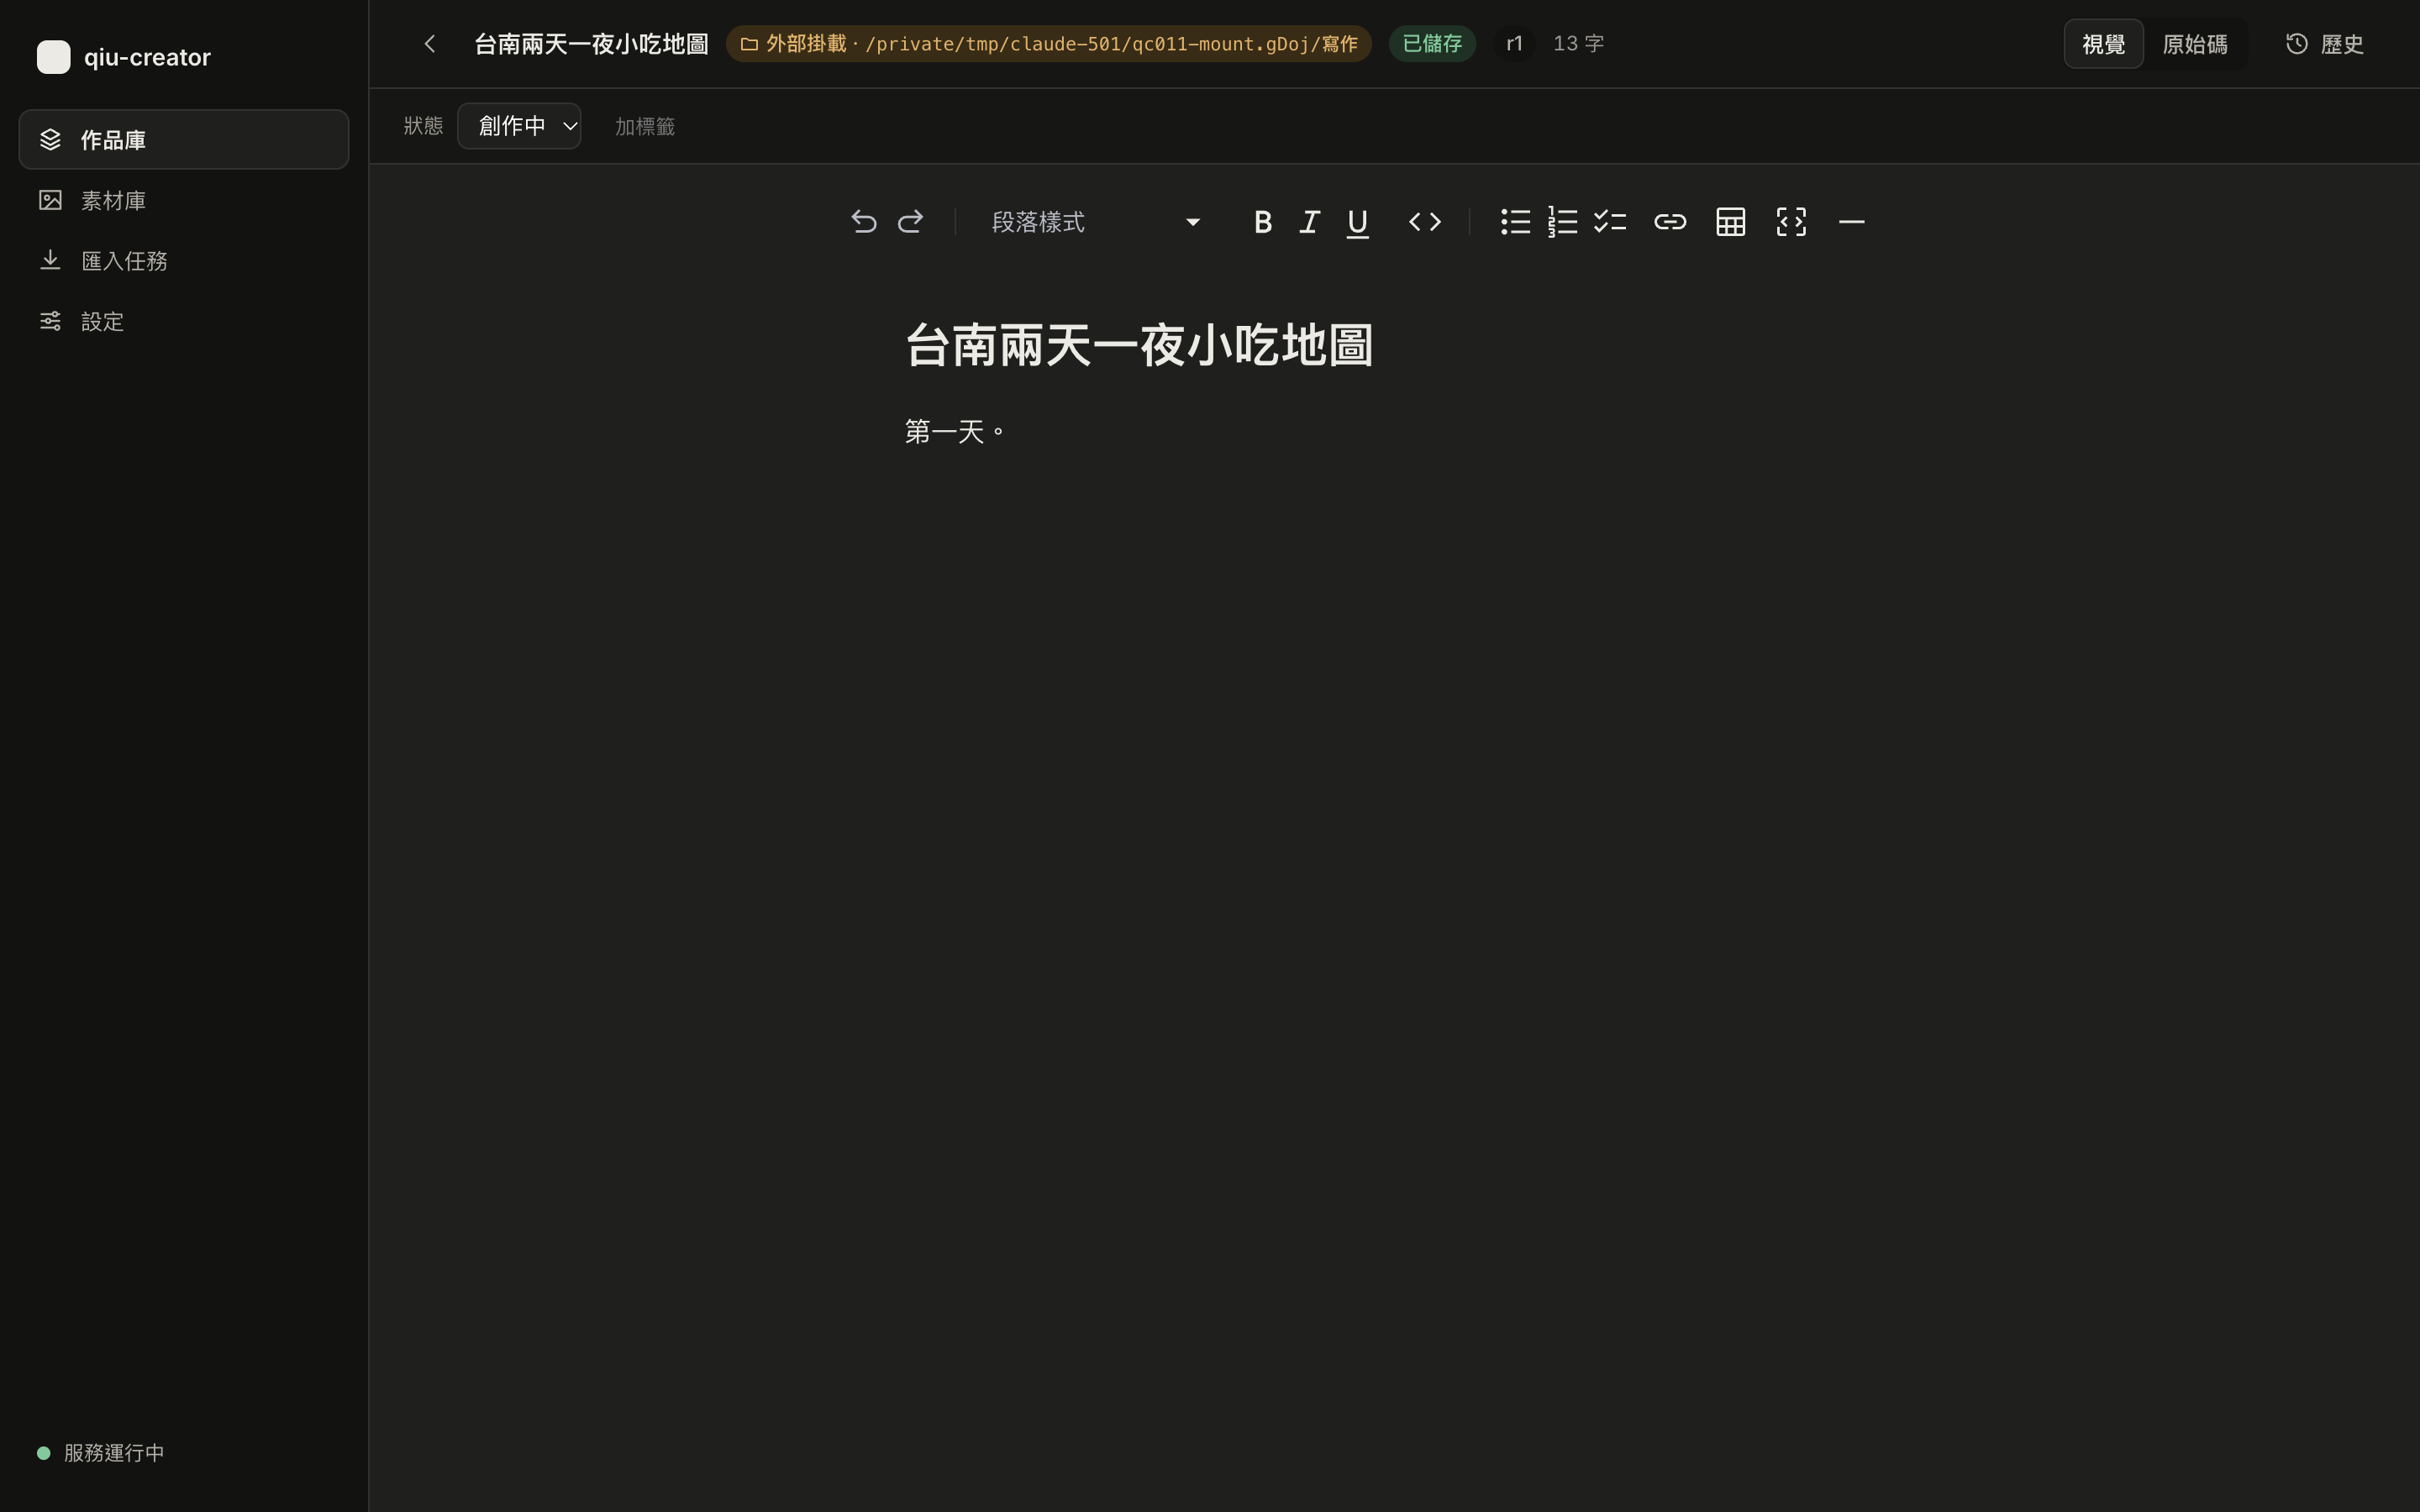 qiu-creator
作品庫
素材庫
匯入任務
設定
服務運行中
台南兩天一夜小吃地圖 外部掛載 · /private/tmp/claude-501/qc011-mount.gDoj/寫作 已儲存 r1 13 字 視覺 原始碼 歷史
狀態 創作中 加標籤
段落樣式
台南兩天一夜小吃地圖
第一天。